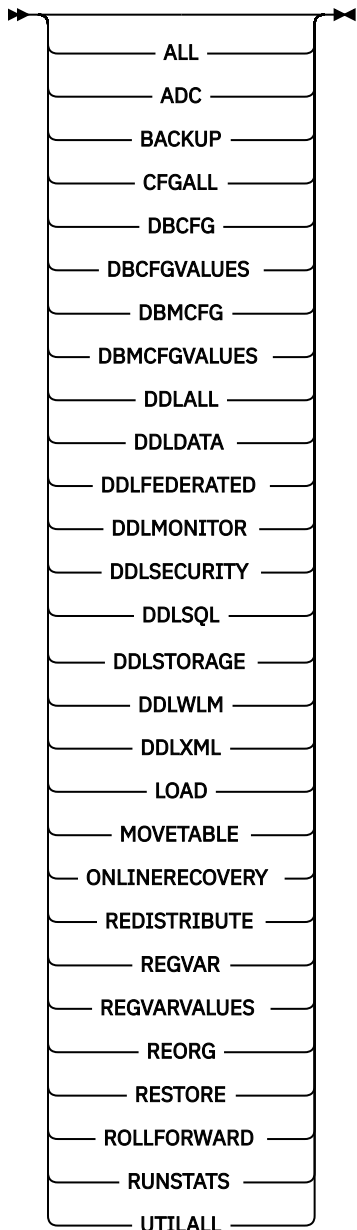 ALL
ADC
BACKUP
CFGALL
DBCFG
DBCFGVALUES
DBMCFG
DBMCFGVALUES
DDLALL
DDLDATA
DDLFEDERATED
DDLMONITOR
DDLSECURITY
DDLSQL
DDLSTORAGE
DDLWLM
DDLXML
LOAD
MOVETABLE
ONLINERECOVERY
REDISTRIBUTE
REGVAR
REGVARVALUES
REORG
RESTORE
ROLLFORWARD
RUNSTATS
UTILALL